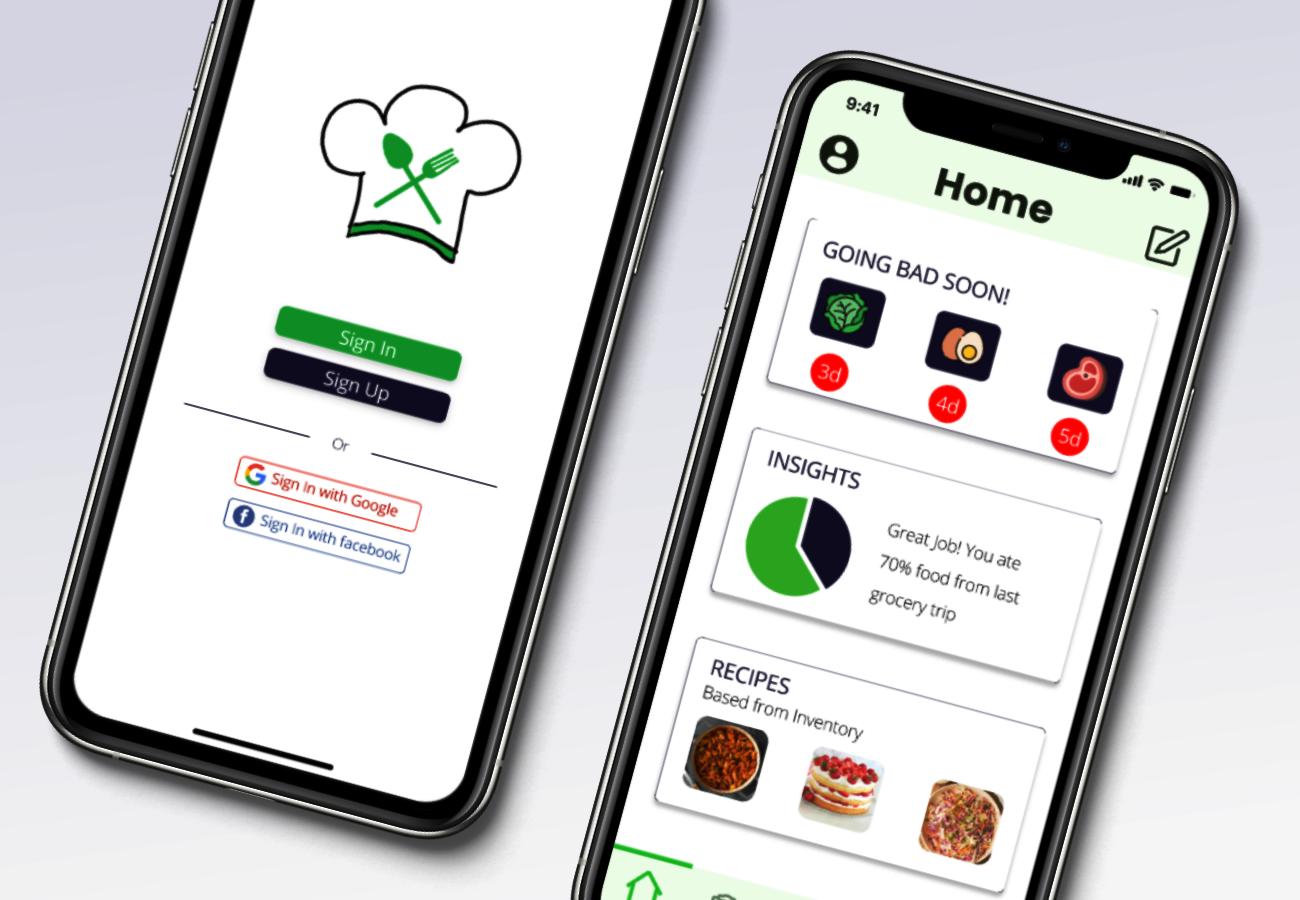 Sign In
Sign Up
Or
G Sign In with Google
f Sign In with facebook
9:41
Home
GOING BAD SOON!
3d
4d
5d
INSIGHTS
Great Job! You ate
70% food from last
grocery trip
RECIPES
Based from Inventory